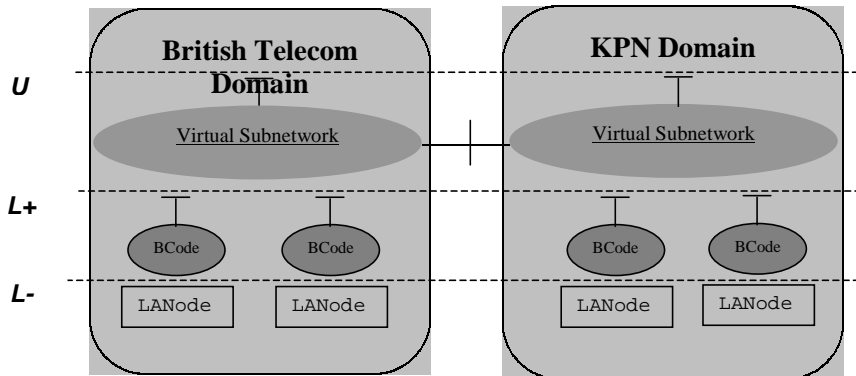 British Telecom
Domain
KPN Domain
U
Virtual Subnetwork
Virtual Subnetwork
L+
BCode
BCode
BCode
BCode
L-
LANode
LANode
LANode
LANode